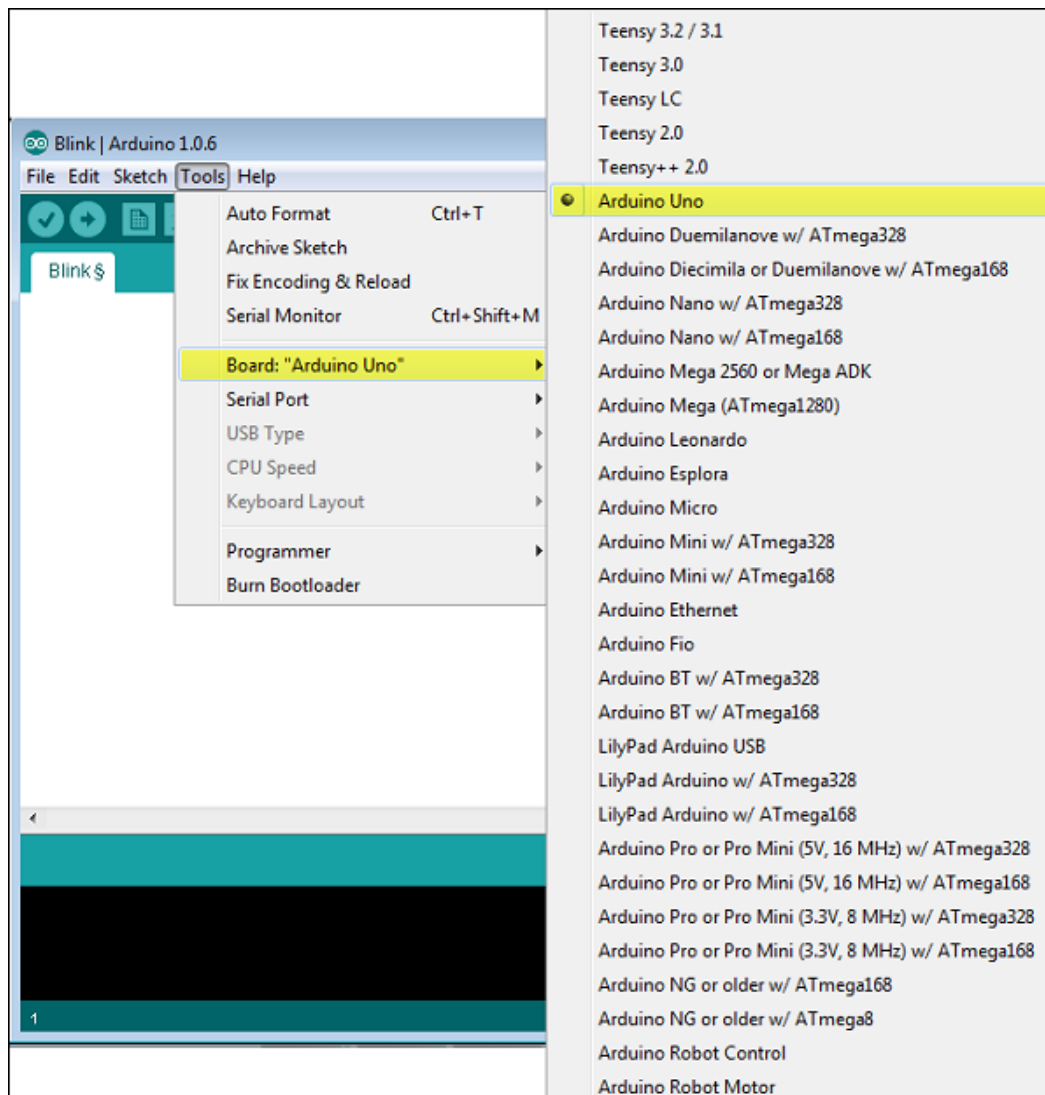 Blink | Arduino 1.0.6
File Edit Sketch Tools Help
Blink§
Auto Format Ctrl+T
Archive Sketch
Fix Encoding & Reload
Serial Monitor Ctrl+Shift+M
Board: "Arduino Uno"
Serial Port
USB Type
CPU Speed
Keyboard Layout
Programmer
Burn Bootloader
1
Teensy 3.2 / 3.1
Teensy 3.0
Teensy LC
Teensy 2.0
Teensy++ 2.0
Arduino Uno
Arduino Duemilanove w/ ATmega328
Arduino Diecimila or Duemilanove w/ ATmega168
Arduino Nano w/ ATmega328
Arduino Nano w/ ATmega168
Arduino Mega 2560 or Mega ADK
Arduino Mega (ATmega1280)
Arduino Leonardo
Arduino Esplora
Arduino Micro
Arduino Mini w/ ATmega328
Arduino Mini w/ ATmega168
Arduino Ethernet
Arduino Fio
Arduino BT w/ ATmega328
Arduino BT w/ ATmega168
LilyPad Arduino USB
LilyPad Arduino w/ ATmega328
LilyPad Arduino w/ ATmega168
Arduino Pro or Pro Mini (5V, 16 MHz) w/ ATmega328
Arduino Pro or Pro Mini (5V, 16 MHz) w/ ATmega168
Arduino Pro or Pro Mini (3.3V, 8 MHz) w/ ATmega328
Arduino Pro or Pro Mini (3.3V, 8 MHz) w/ ATmega168
Arduino NG or older w/ ATmega168
Arduino NG or older w/ ATmega8
Arduino Robot Control
Arduino Robot Motor